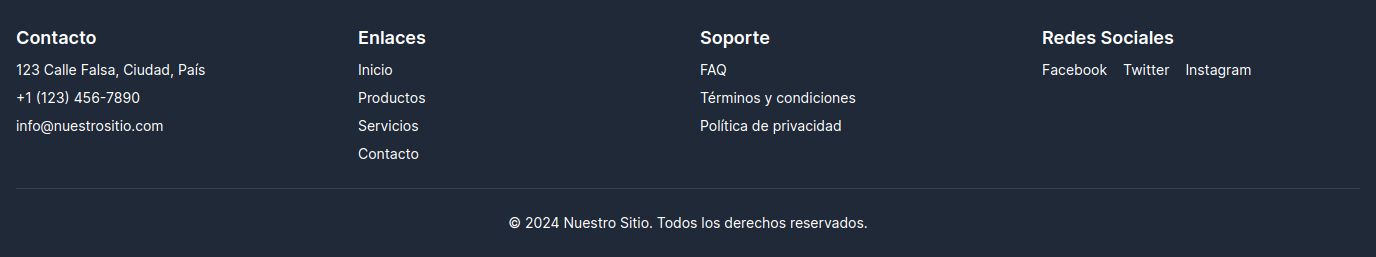 Contacto
123 Calle Falsa, Ciudad, País
+1 (123) 456-7890
info@nuestrositio.com
Enlaces
Inicio
Productos
Servicios
Contacto
Soporte
FAQ
Términos y condiciones
Política de privacidad
Redes Sociales
Facebook Twitter Instagram
© 2024 Nuestro Sitio. Todos los derechos reservados.